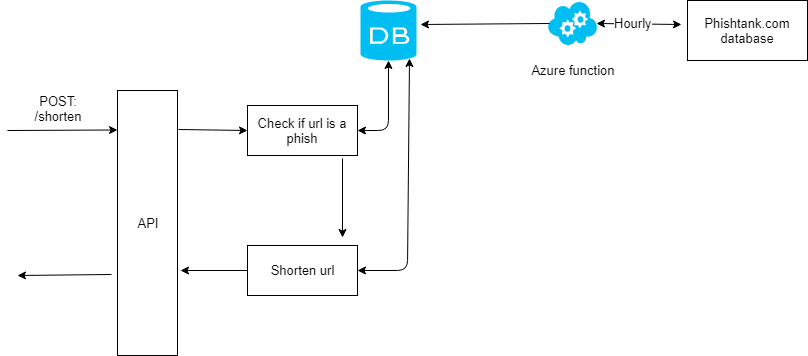 DB
Hourly
Phishtank.com
database
Azure function
POST:
/shorten
Check if url is a
phish
API
Shorten url